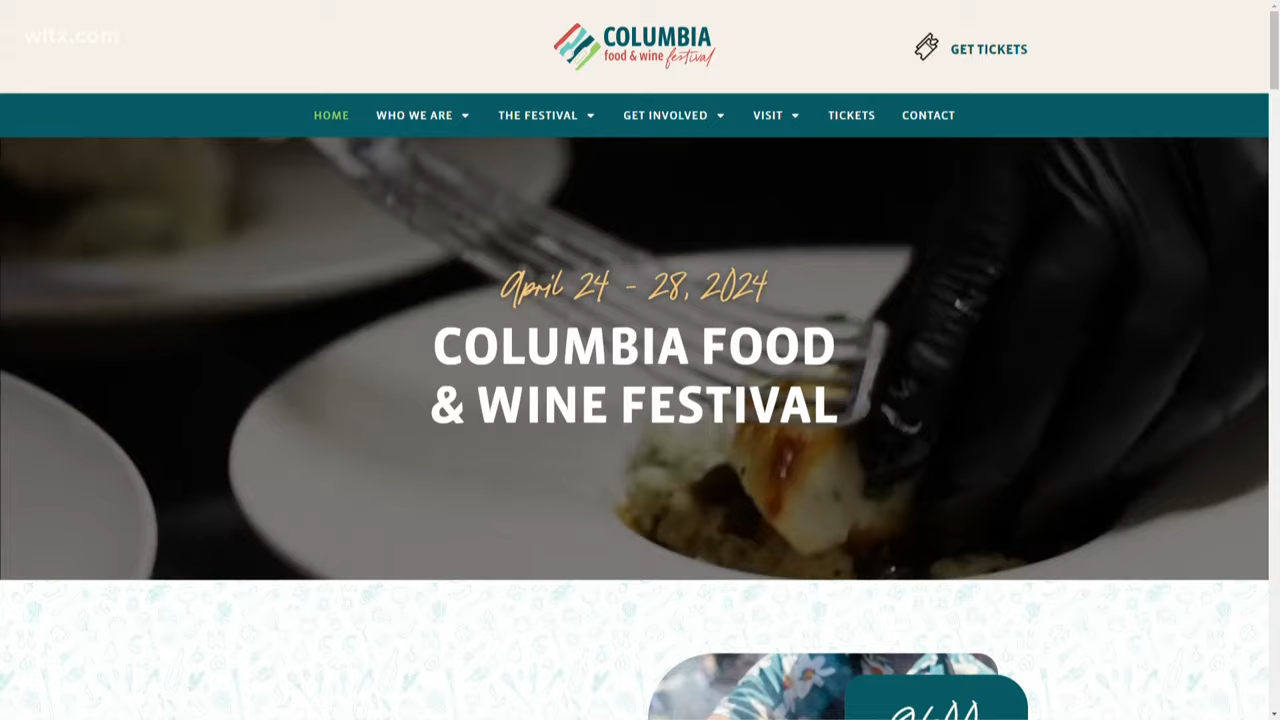 wltx.com
COLUMBIA
food & wine festival
GET TICKETS
HOME WHO WE ARE THE FESTIVAL GET INVOLVED VISIT TICKETS CONTACT
April 24 - 28, 2024
COLUMBIA FOOD
& WINE FESTIVAL